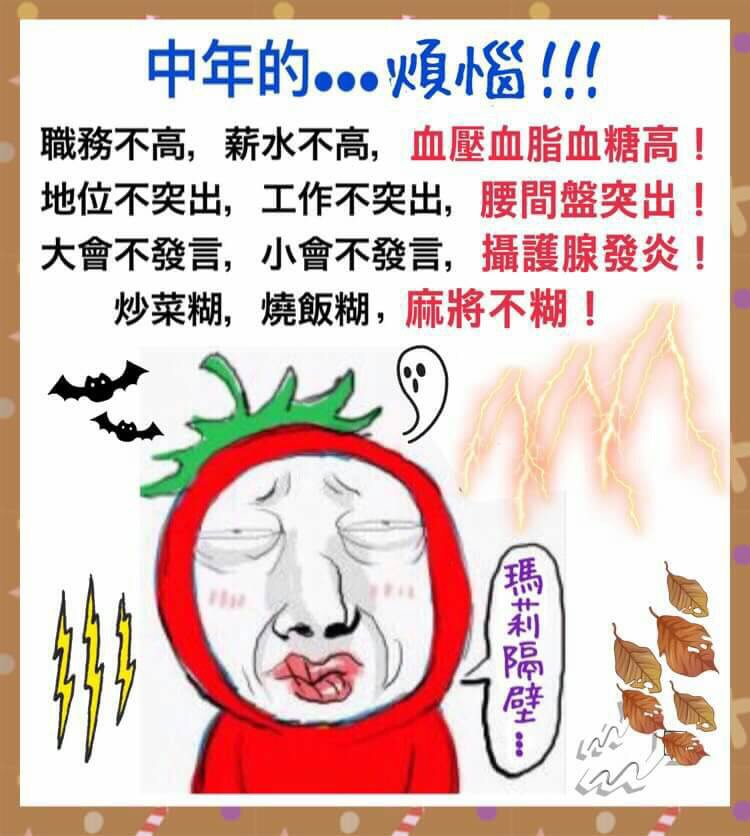 中年的...煩惱!!!
職務不高, 薪水不高, 血壓血脂血糖高!
地位不突出, 工作不突出, 腰間盤突出!
大會不發言, 小會不發言, 攝護腺發炎!
炒菜糊, 燒飯糊, 麻將不糊!
瑪莉隔壁...